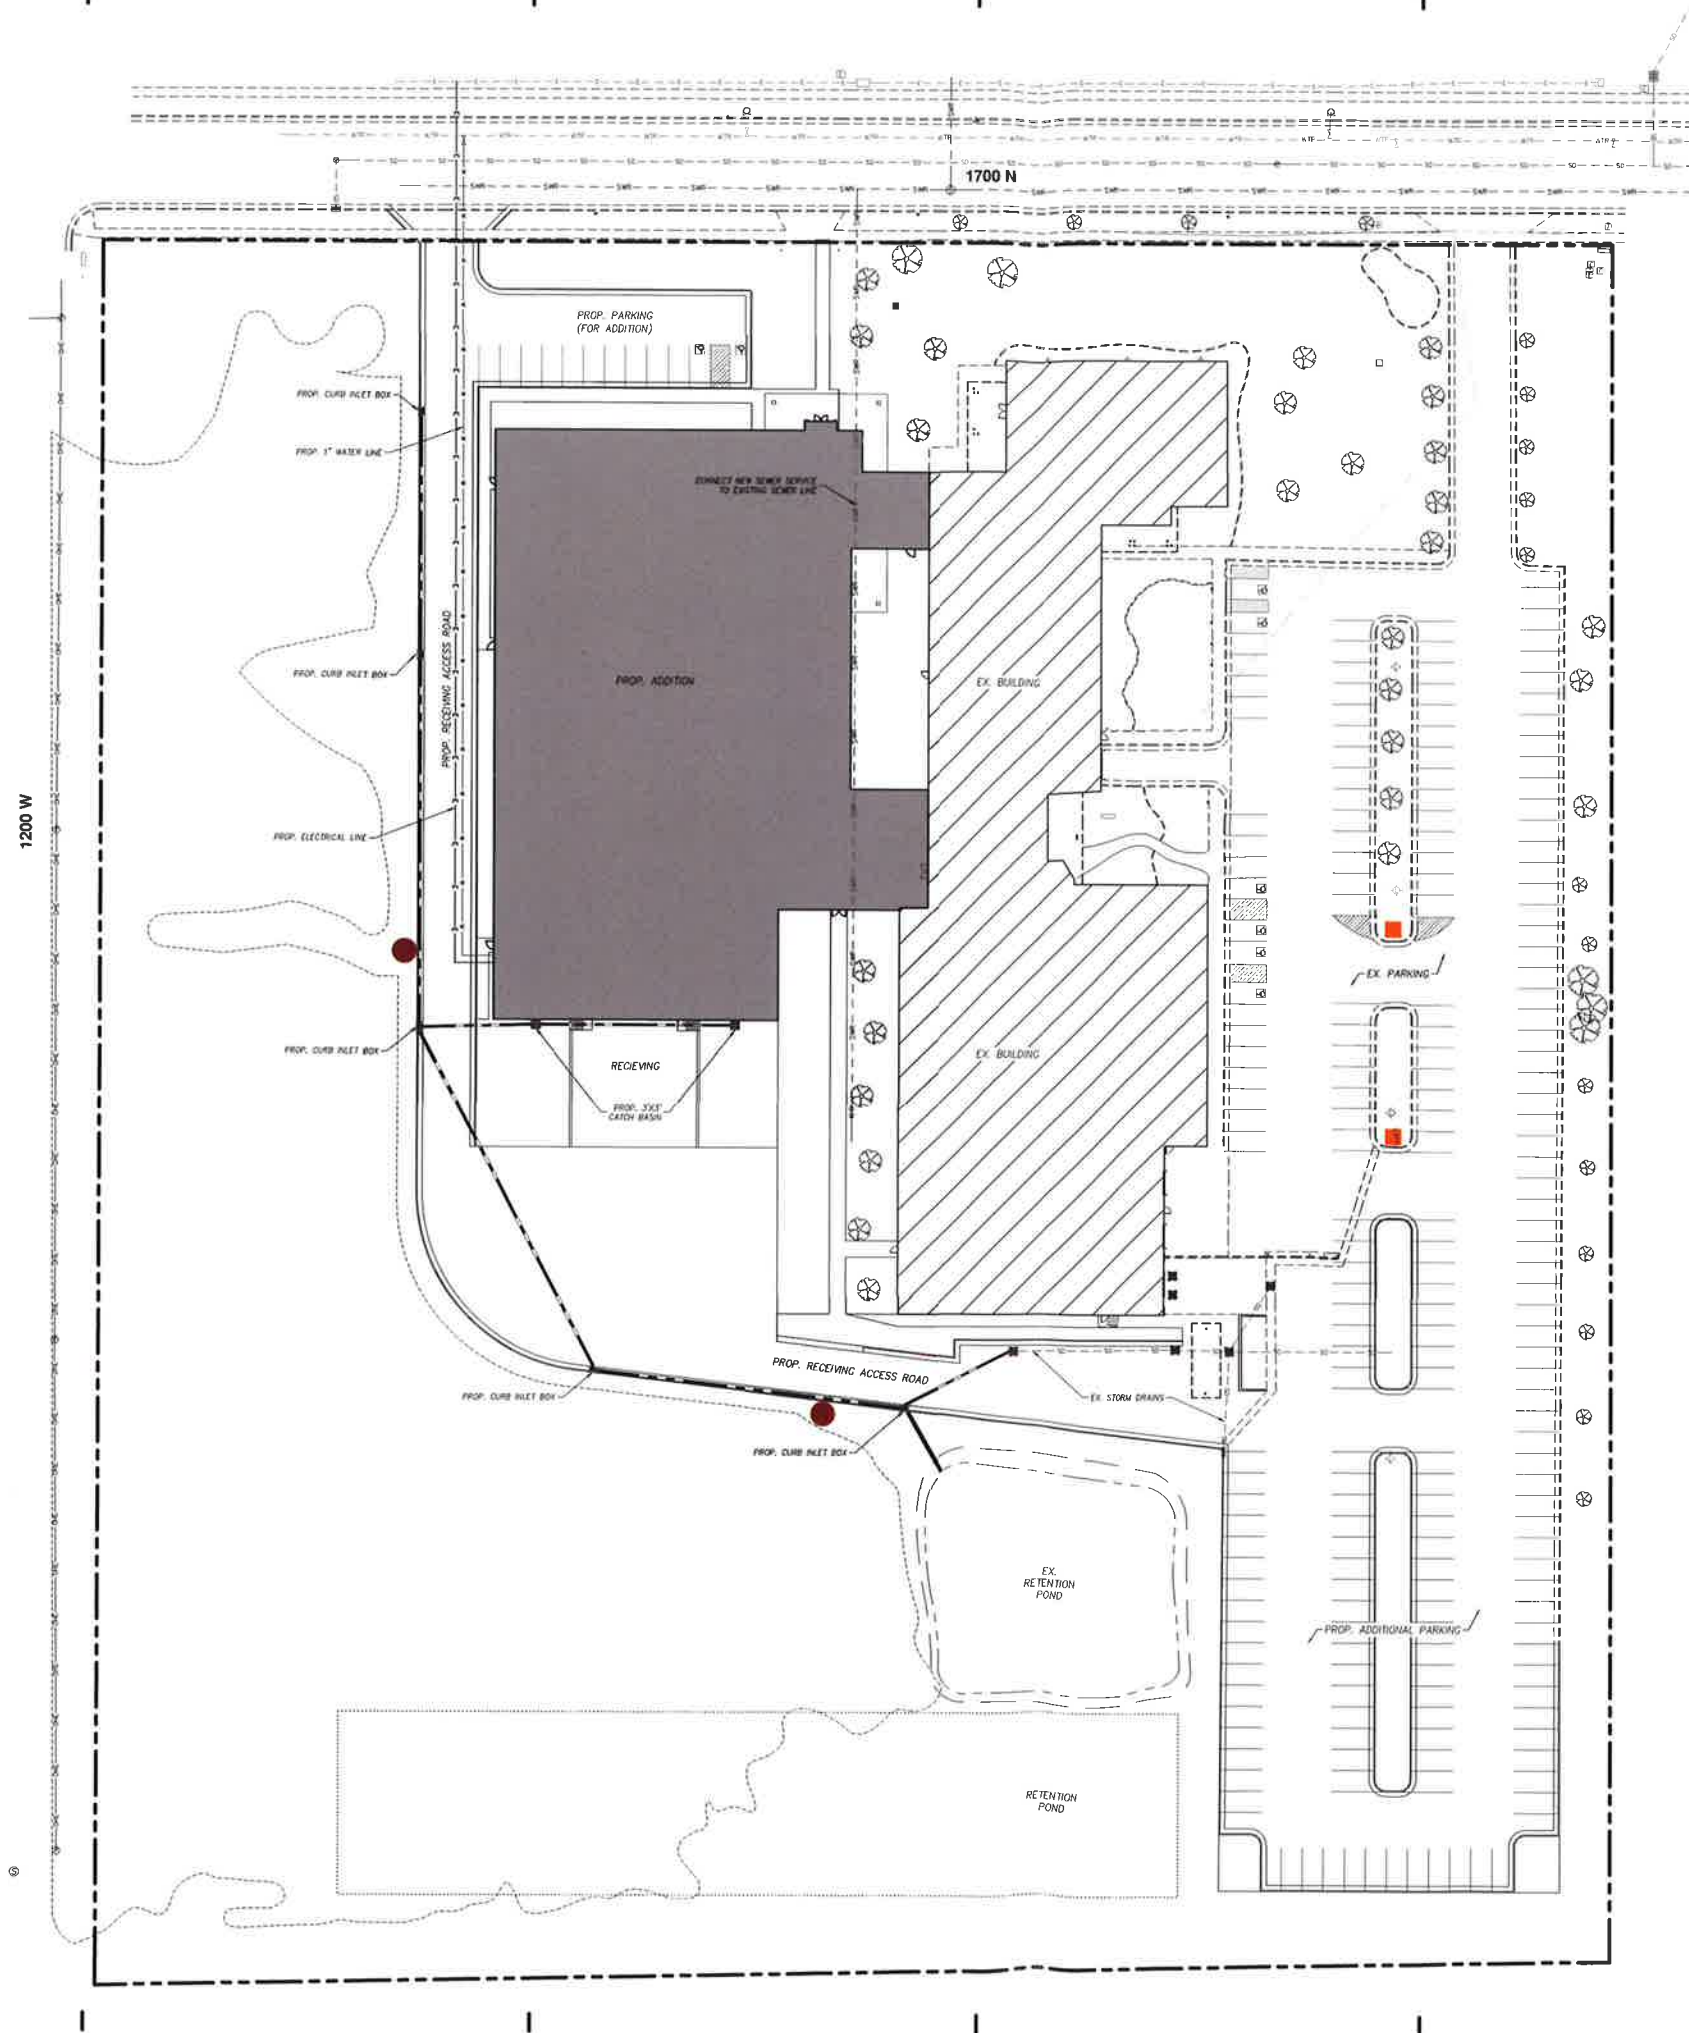 1700 N
PROP. PARKING
(FOR ADDITION)
PROP. CURB INLET BOX
PROP. 1" WATER LINE
CONNECT NEW SEWER SERVICE
TO EXISTING SEWER LINE
PROP. RECEIVING ACCESS ROAD
PROP. CURB INLET BOX
PROP. ADDITION
EX. BUILDING
1200 W
PROP. ELECTRICAL LINE
EX. PARKING
PROP. CURB INLET BOX
RECIEVING
EX. BUILDING
PROP. 3'X3'
CATCH BASIN
PROP. RECEIVING ACCESS ROAD
PROP. CURB INLET BOX
EX. STORM DRAINS
PROP. CURB INLET BOX
EX.
RETENTION
POND
PROP. ADDITIONAL PARKING
RETENTION
POND